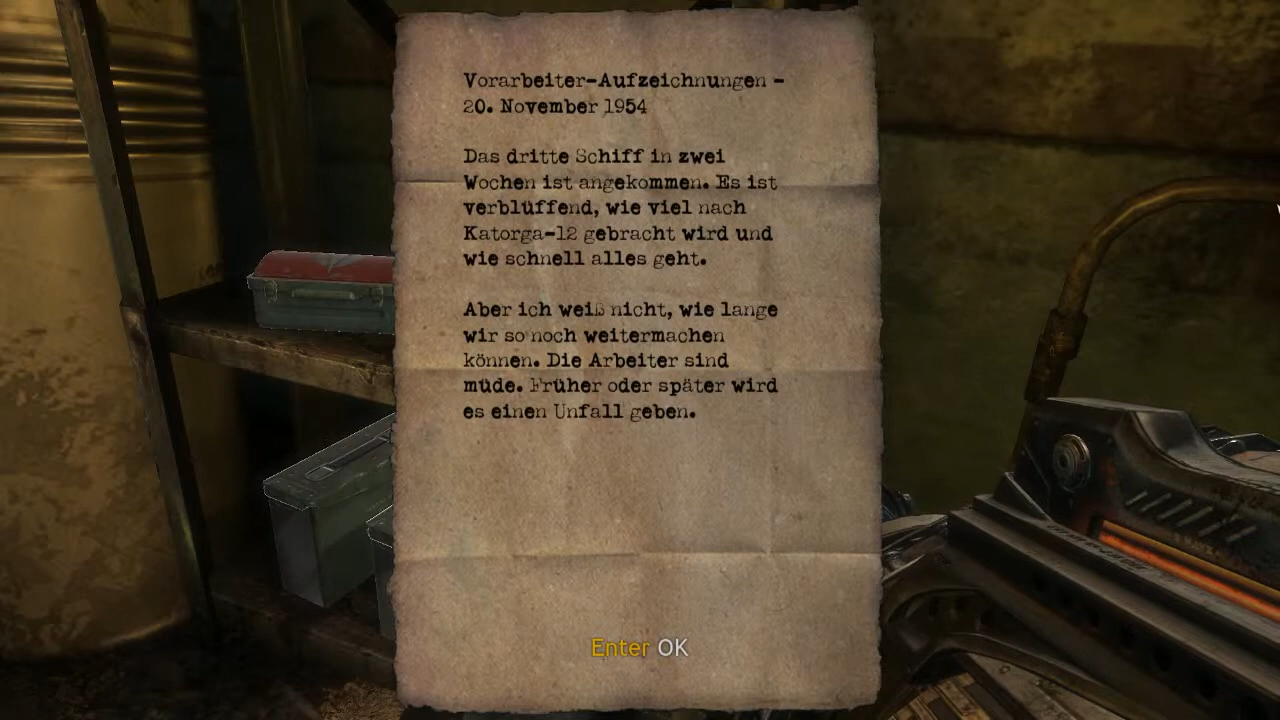 Vorarbeiter-Aufzeichnungen -
20. November 1954
Das dritte Schiff in zwei
Wochen ist angekommen. Es ist
verblüffend, wie viel nach
Katorga-12 gebracht wird und
wie schnell alles geht.
Aber ich weiß nicht, wie lange
wir so noch weitermachen
können. Die Arbeiter sind
müde. Früher oder später wird
es einen Unfall geben.
Enter OK